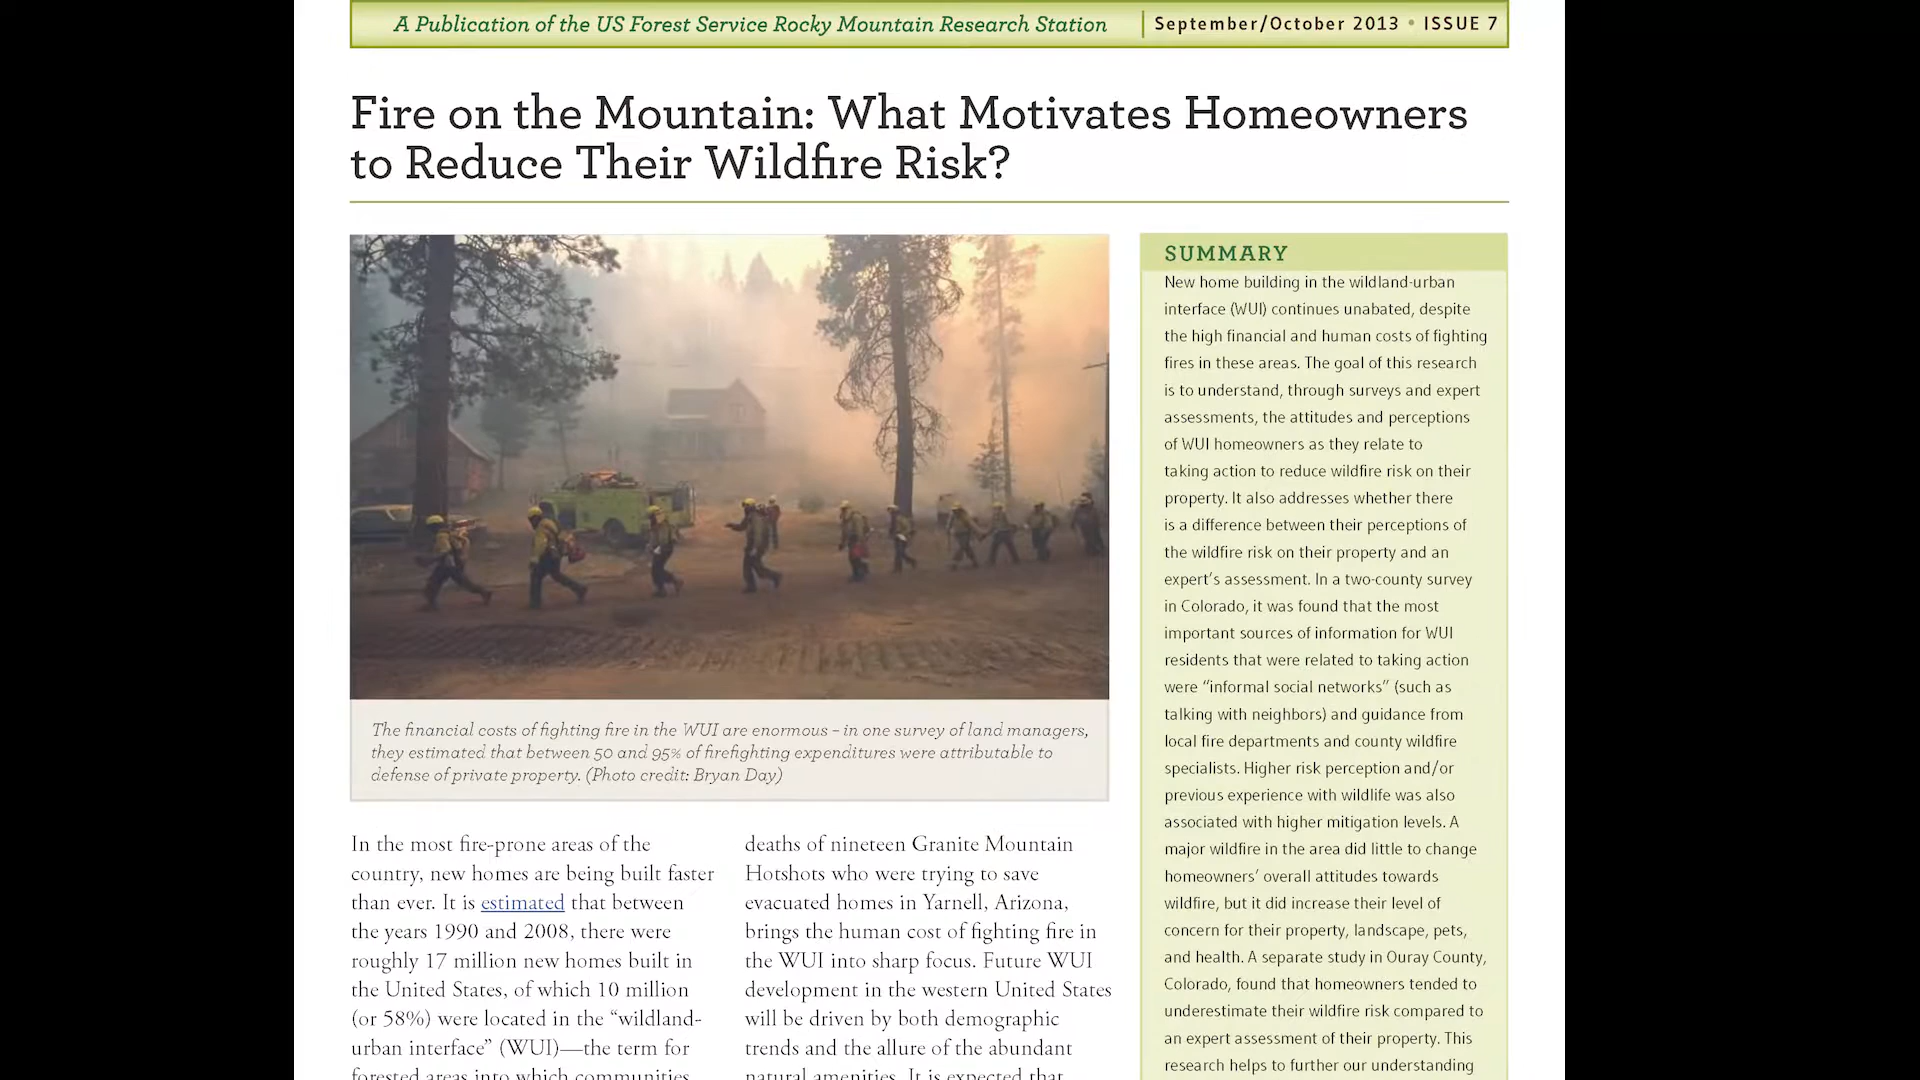 A Publication of the US Forest Service Rocky Mountain Research Station
September/October 2013 • ISSUE 7
Fire on the Mountain: What Motivates Homeowners
to Reduce Their Wildfire Risk?
The financial costs of fighting fire in the WUI are enormous – in one survey of land managers,
they estimated that between 50 and 95% of firefighting expenditures were attributable to
defense of private property. (Photo credit: Bryan Day)
In the most fire-prone areas of the
country, new homes are being built faster
than ever. It is estimated that between
the years 1990 and 2008, there were
roughly 17 million new homes built in
the United States, of which 10 million
(or 58%) were located in the “wildland-
urban interface” (WUI)—the term for
forested areas into which communities
deaths of nineteen Granite Mountain
Hotshots who were trying to save
evacuated homes in Yarnell, Arizona,
brings the human cost of fighting fire in
the WUI into sharp focus. Future WUI
development in the western United States
will be driven by both demographic
trends and the allure of the abundant
natural amenities. It is expected that
SUMMARY
New home building in the wildland-urban
interface (WUI) continues unabated, despite
the high financial and human costs of fighting
fires in these areas. The goal of this research
is to understand, through surveys and expert
assessments, the attitudes and perceptions
of WUI homeowners as they relate to
taking action to reduce wildfire risk on their
property. It also addresses whether there
is a difference between their perceptions of
the wildfire risk on their property and an
expert’s assessment. In a two-county survey
in Colorado, it was found that the most
important sources of information for WUI
residents that were related to taking action
were “informal social networks” (such as
talking with neighbors) and guidance from
local fire departments and county wildfire
specialists. Higher risk perception and/or
previous experience with wildlife was also
associated with higher mitigation levels. A
major wildfire in the area did little to change
homeowners’ overall attitudes towards
wildfire, but it did increase their level of
concern for their property, landscape, pets,
and health. A separate study in Ouray County,
Colorado, found that homeowners tended to
underestimate their wildfire risk compared to
an expert assessment of their property. This
research helps to further our understanding